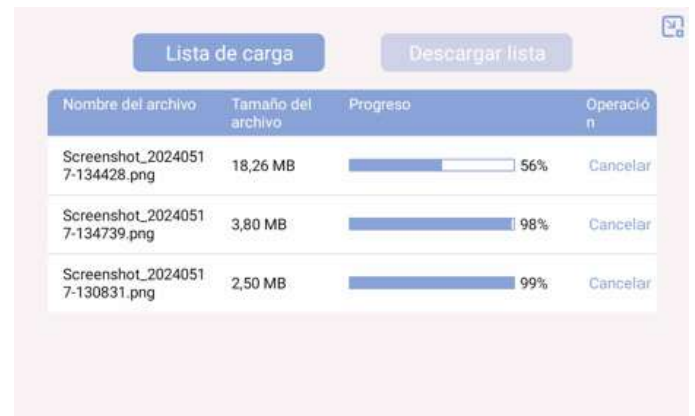 Lista de carga
Descargar lista
Nombre del archivo
Tamaño del
archivo
Progreso
Operació
n
Screenshot_2024051
7-134428.png
18,26 MB
56%
Cancelar
Screenshot_2024051
7-134739.png
3,80 MB
98%
Cancelar
Screenshot_2024051
7-130831.png
2,50 MB
99%
Cancelar